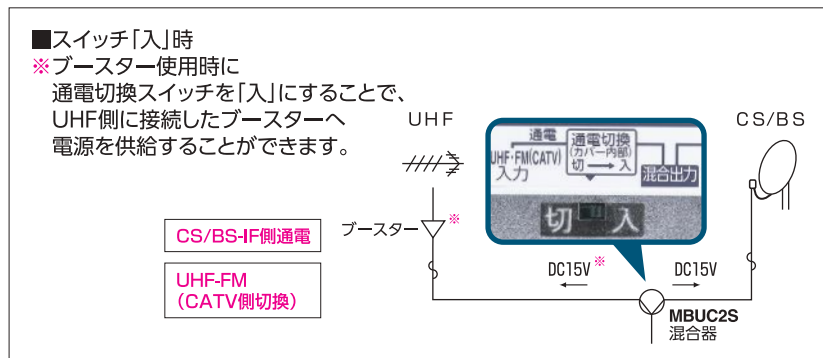 ■スイッチ「入」時
※ブースター使用時に
通電切換スイッチを「入」にすることで、
UHF側に接続したブースターへ
電源を供給することができます。
UHF
CS/BS
通電
通電切換
(カバー内部)
切→入
UHF・FM(CATV)
入力
混合出力
切 入
ブースター ※
CS/BS-IF側通電
UHF-FM
(CATV側切換)
DC15V※
DC15V
MBUC2S
混合器